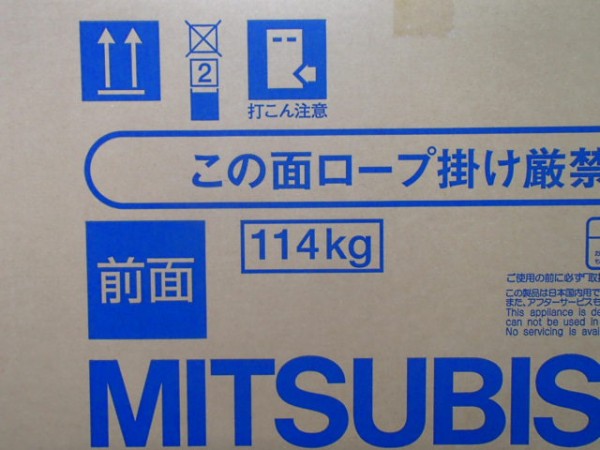 2
打こん注意
この面ロープ掛け厳禁
前面
114kg
ご使用の前に必ず「取
この製品は日本国内用で
また、アフターサービスも
This appliance is de
can not be used in
No servicing is avai
MITSUBIS